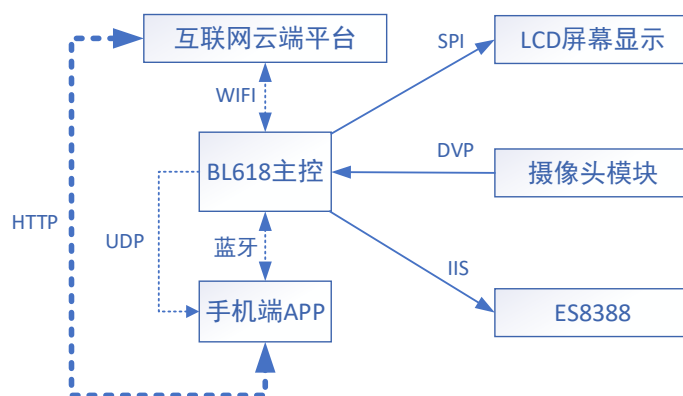 互联网云端平台
SPI
LCD屏幕显示
WIFI
BL618主控
DVP
摄像头模块
HTTP
UDP
蓝牙
IIS
手机端APP
ES8388